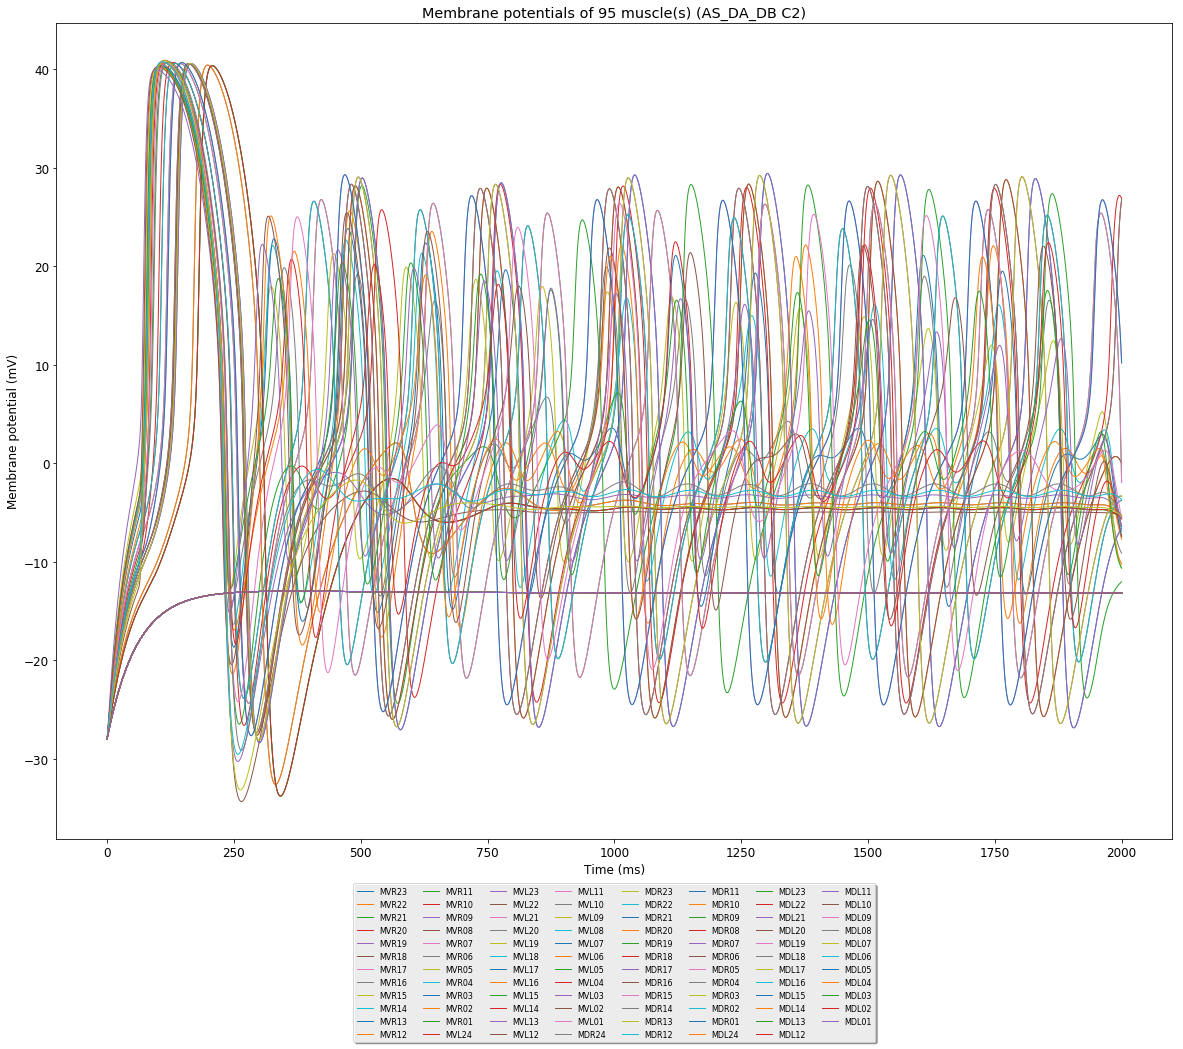 Membrane potentials of 95 muscle(s) (AS_DA_DB C2)
40
30
20
10
0
−10
−20
−30
Membrane potential (mV)
0 250 500 750 1000 1250 1500 1750 2000
Time (ms)
MVR23 MVR11 MVL23 MVL11 MDR23 MDR11 MDL23 MDL11
MVR22 MVR10 MVL22 MVL10 MDR22 MDR10 MDL22 MDL10
MVR21 MVR09 MVL21 MVL09 MDR21 MDR09 MDL21 MDL09
MVR20 MVR08 MVL20 MVL08 MDR20 MDR08 MDL20 MDL08
MVR19 MVR07 MVL19 MVL07 MDR19 MDR07 MDL19 MDL07
MVR18 MVR06 MVL18 MVL06 MDR18 MDR06 MDL18 MDL06
MVR17 MVR05 MVL17 MVL05 MDR17 MDR05 MDL17 MDL05
MVR16 MVR04 MVL16 MVL04 MDR16 MDR04 MDL16 MDL04
MVR15 MVR03 MVL15 MVL03 MDR15 MDR03 MDL15 MDL03
MVR14 MVR02 MVL14 MVL02 MDR14 MDR02 MDL14 MDL02
MVR13 MVR01 MVL13 MVL01 MDR13 MDR01 MDL13 MDL01
MVR12 MVL24 MVL12 MDR24 MDR12 MDL24 MDL12